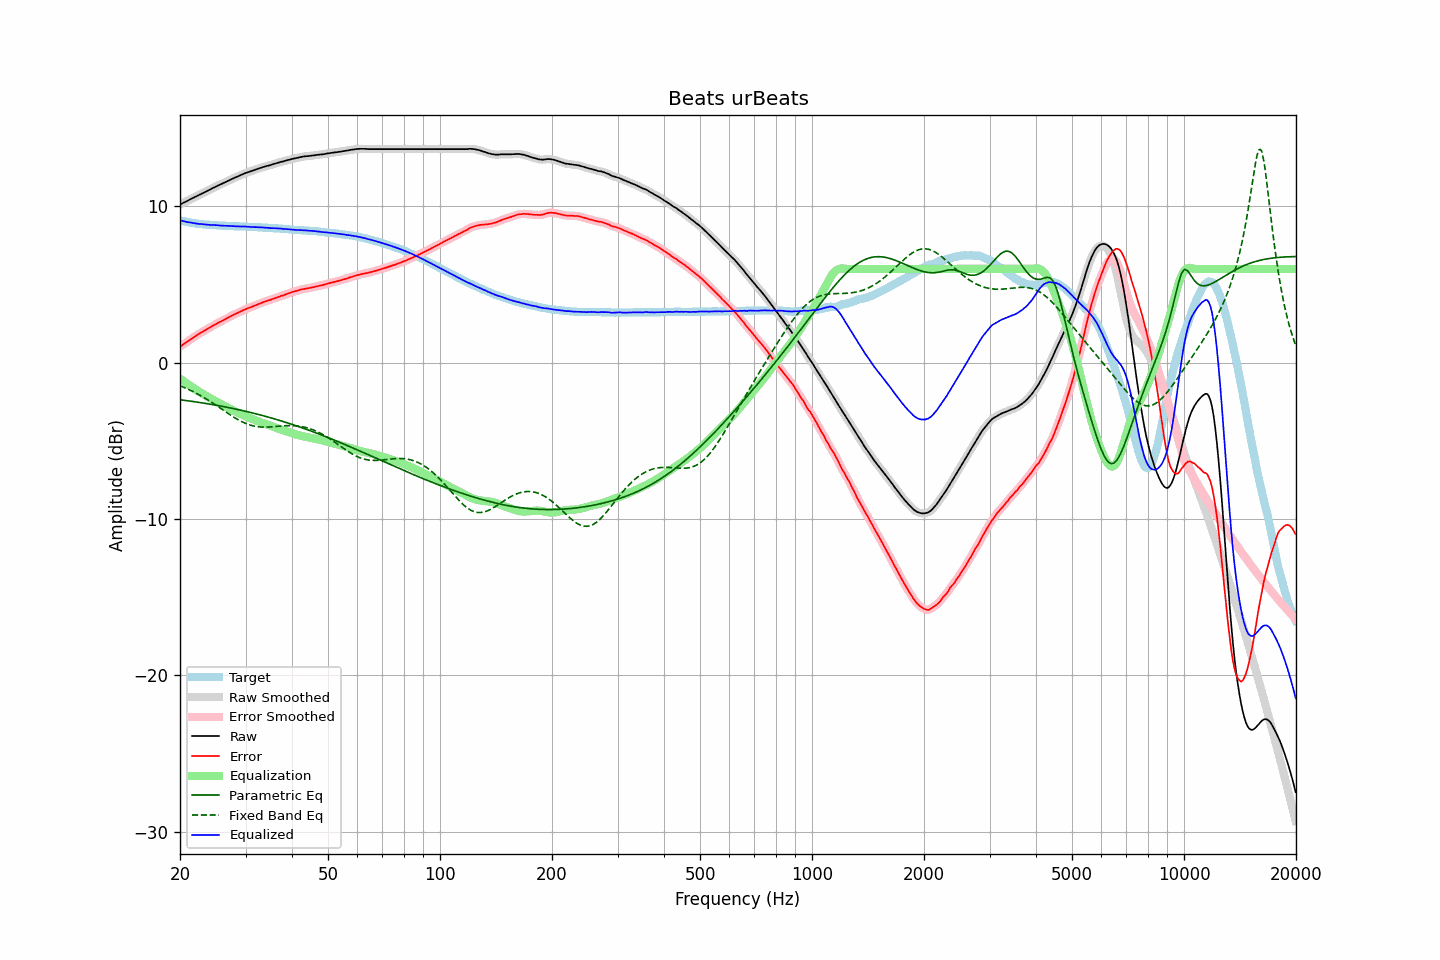 Beats urBeats
Amplitude (dBr)
10
0
−10
−20
−30
Target
Raw Smoothed
Error Smoothed
Raw
Error
Equalization
Parametric Eq
Fixed Band Eq
Equalized
20 50 100 200 500 1000 2000 5000 10000 20000
Frequency (Hz)